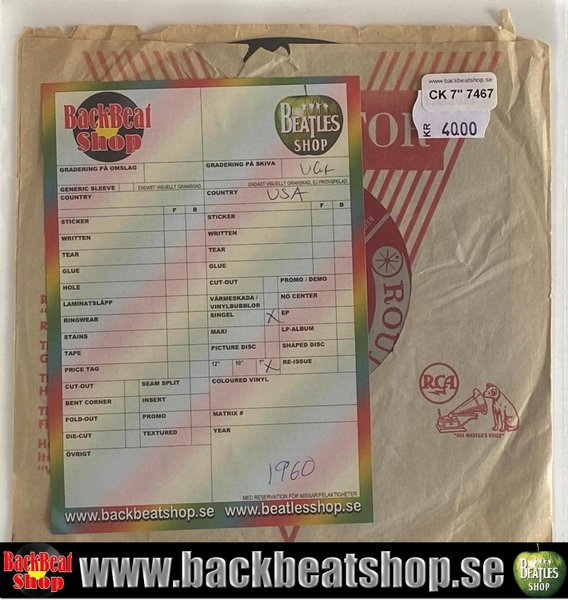 www.backbeatshop.se
CK 7" 7467
KR 40.00
TOR
BackBeat
Shop
BEATLES
SHOP
GRADERING PÅ OMSLAG
GRADERING PÅ SKIVA
VG+
GENERIC SLEEVE
ENDAST VISUELLT GRANSKAD
ENDAST VISUELLT GRANSKAD, EJ PROVSPELAD
COUNTRY
COUNTRY USA
F B
F B
STICKER
STICKER
WRITTEN
WRITTEN
TEAR
TEAR
GLUE
GLUE
HOLE
CUT-OUT
PROMO / DEMO
LAMINATSLÄPP
VÄRMESKADA /
VINYLBUBBLOR
NO CENTER
RINGWEAR
SINGEL X
EP
STAINS
MAXI
LP-ALBUM
TAPE
PICTURE DISC
SHAPED DISC
PRICE TAG
12" 10" 7" X
RE-ISSUE
CUT-OUT
SEAM SPLIT
COLOURED VINYL
BENT CORNER
INSERT
FOLD-OUT
PROMO
MATRIX #
DIE-CUT
TEXTURED
YEAR
ÖVRIGT
1960
MED RESERVATION FÖR MISSAR/FELAKTIGHETER
www.backbeatshop.se www.beatlesshop.se
ROU
RCA
"HIS MASTER'S VOICE"
BackBeat
Shop
www.backbeatshop.se
BEATLES
SHOP